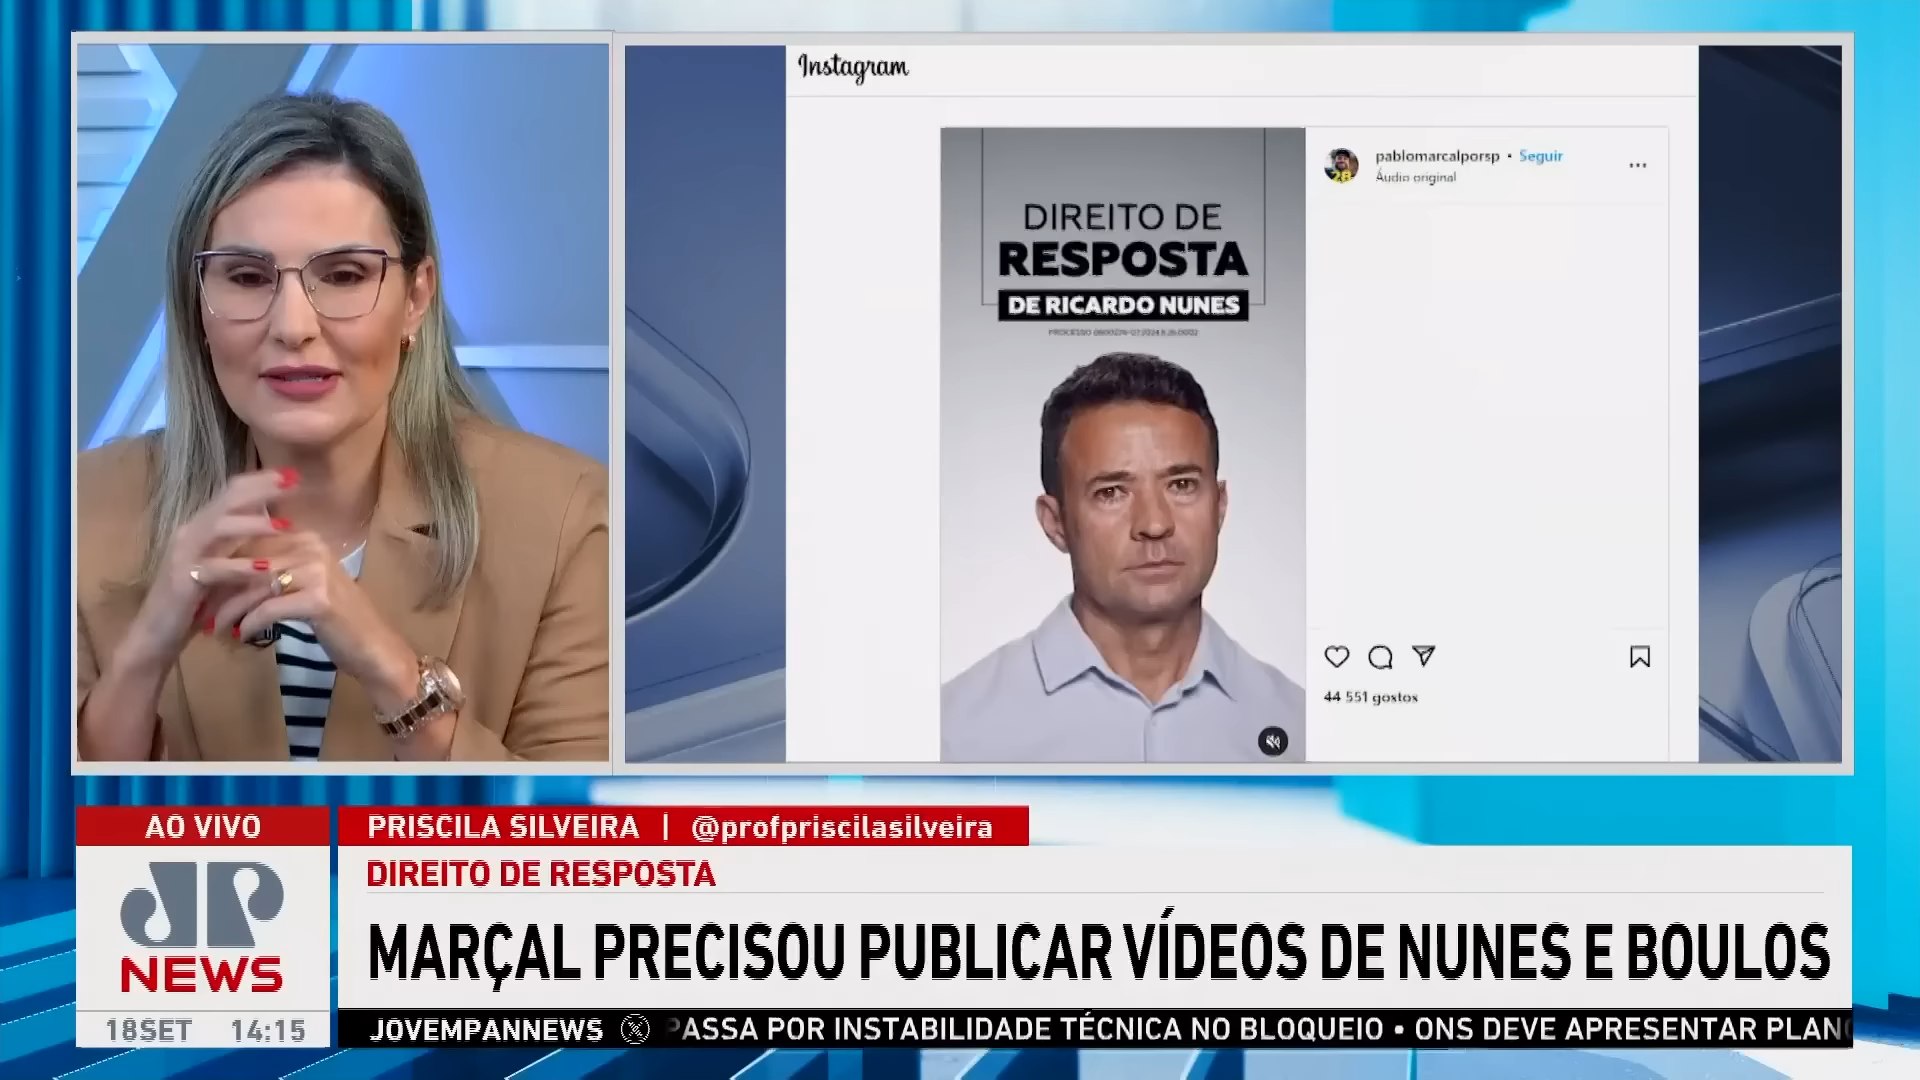 Instagram
DIREITO DE
RESPOSTA
DE RICARDO NUNES
pablomarcalporsp • Seguir
Áudio original
44 551 gostos
AO VIVO
PRISCILA SILVEIRA | @profpriscilasilveira
DIREITO DE RESPOSTA
MARÇAL PRECISOU PUBLICAR VÍDEOS DE NUNES E BOULOS
JP
NEWS
18SET 14:15
JOVEMPANNEWS PASSA POR INSTABILIDADE TÉCNICA NO BLOQUEIO • ONS DEVE APRESENTAR PLAN